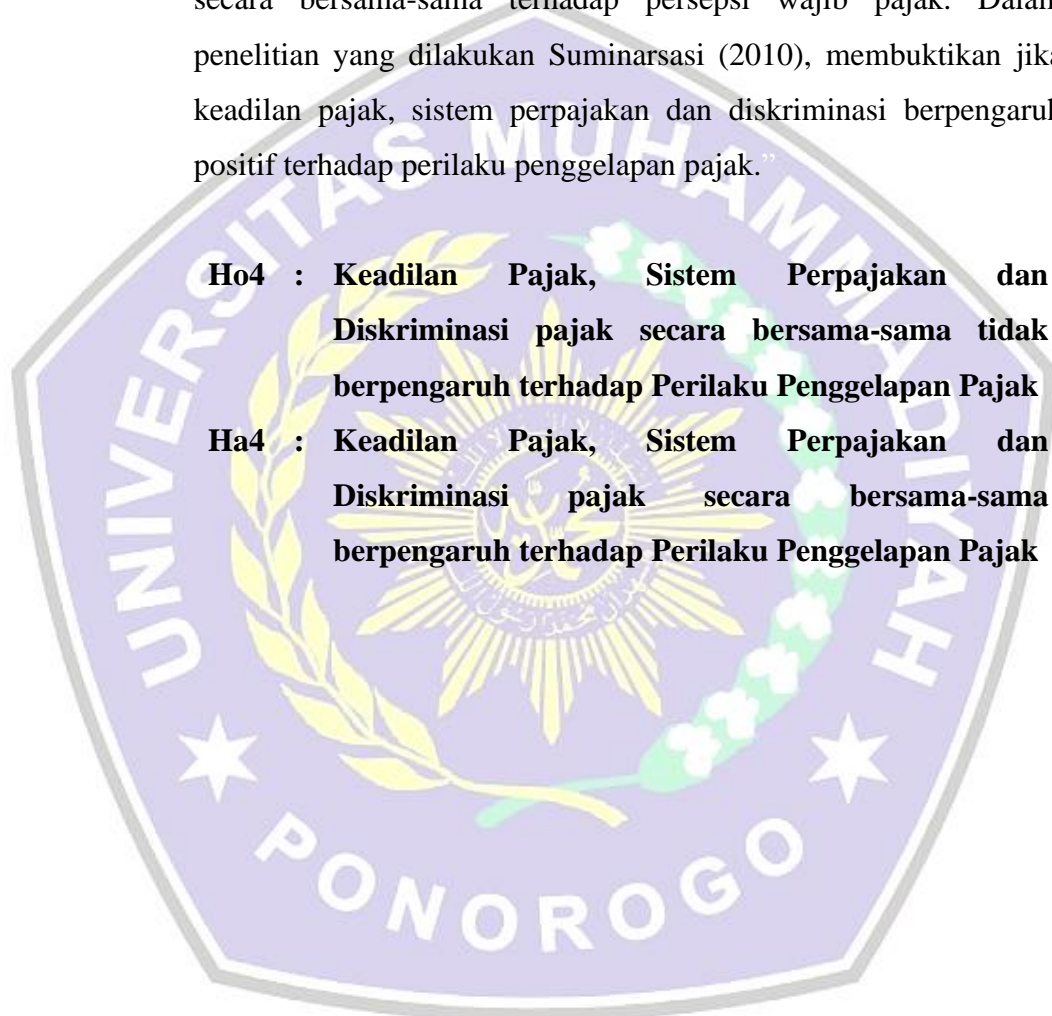 secara bersama-sama terhadap persepsi wajib pajak. Dalam
penelitian yang dilakukan Suminarsasi (2010), membuktikan jika
keadilan pajak, sistem perpajakan dan diskriminasi berpengaruh
positif terhadap perilaku penggelapan pajak.”
Ho4 : Keadilan Pajak, Sistem Perpajakan dan
Diskriminasi pajak secara bersama-sama tidak
berpengaruh terhadap Perilaku Penggelapan Pajak
Ha4 : Keadilan Pajak, Sistem Perpajakan dan
Diskriminasi pajak secara bersama-sama
berpengaruh terhadap Perilaku Penggelapan Pajak
UNIVERSITAS MUHAMMADIYAH
PONOROGO